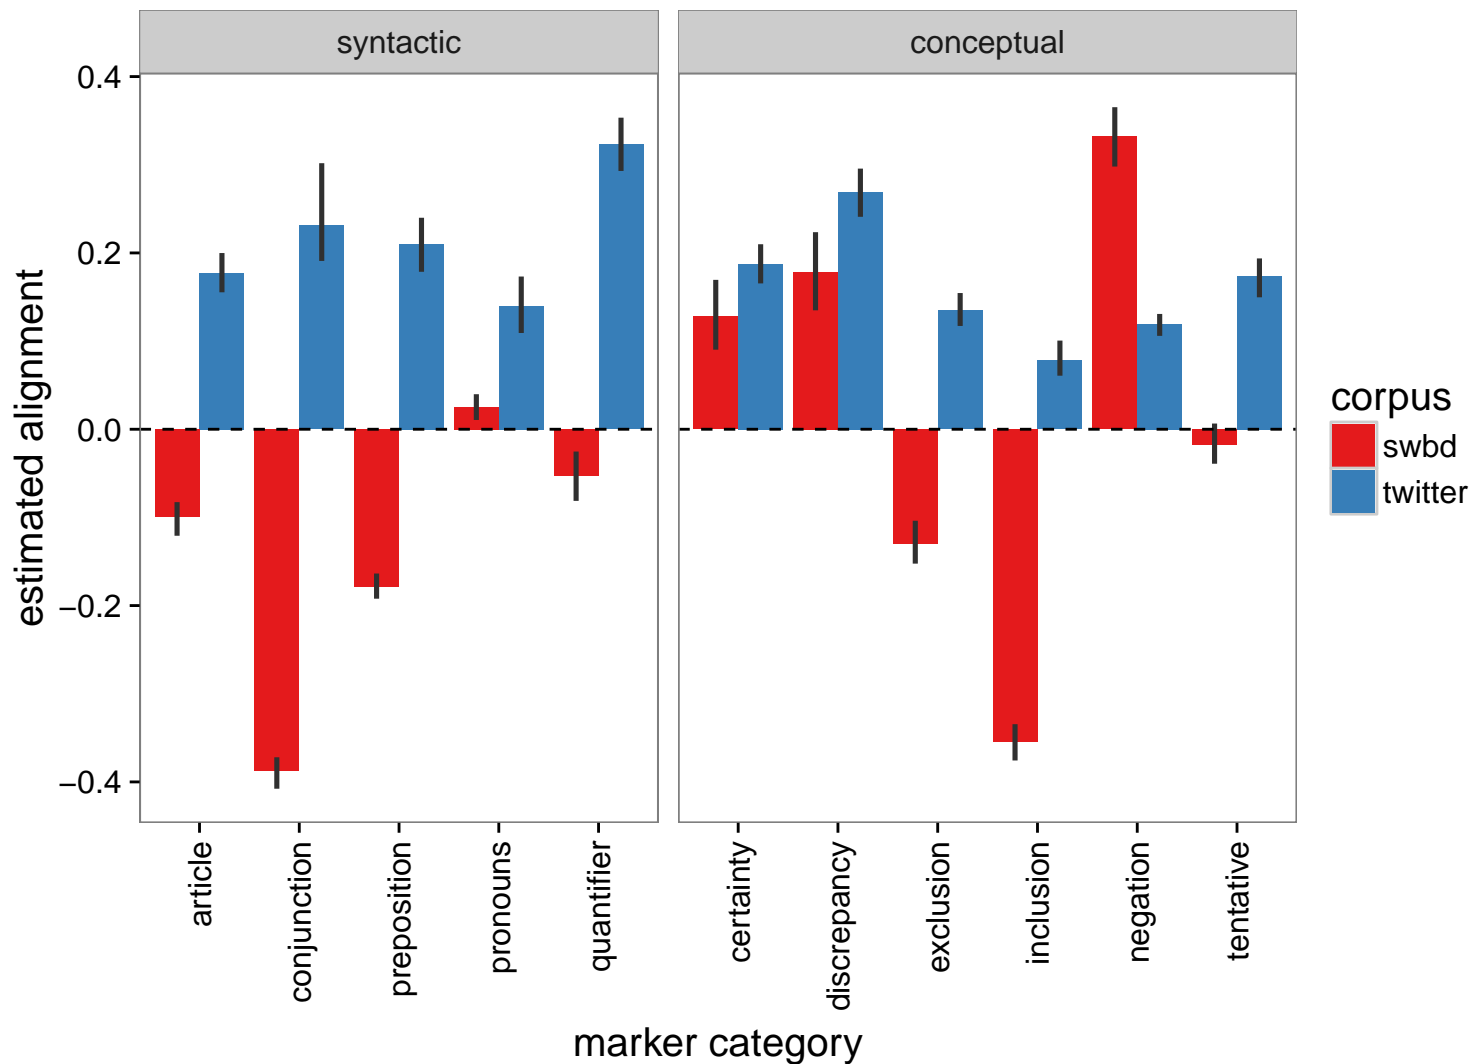 syntactic
conceptual
estimated alignment
0.4
0.2
0.0
−0.2
−0.4
article
conjunction
preposition
pronouns
quantifier
certainty
discrepancy
exclusion
inclusion
negation
tentative
marker category
corpus
swbd
twitter